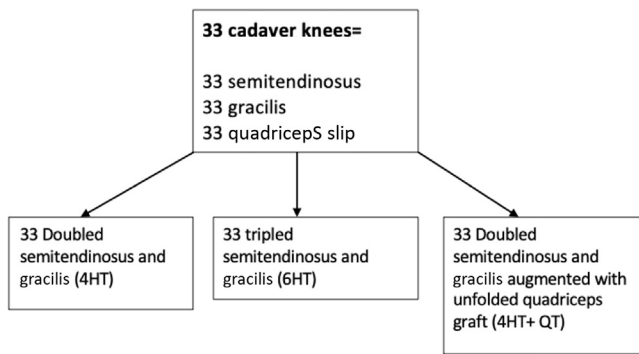 33 cadaver knees=
33 semitendinosus
33 gracilis
33 quadricepS slip
33 Doubled
semitendinosus and
gracilis (4HT)
33 tripled
semitendinosus and
gracilis (6HT)
33 Doubled
semitendinosus and
gracilis augmented with
unfolded quadriceps
graft (4HT+ QT)